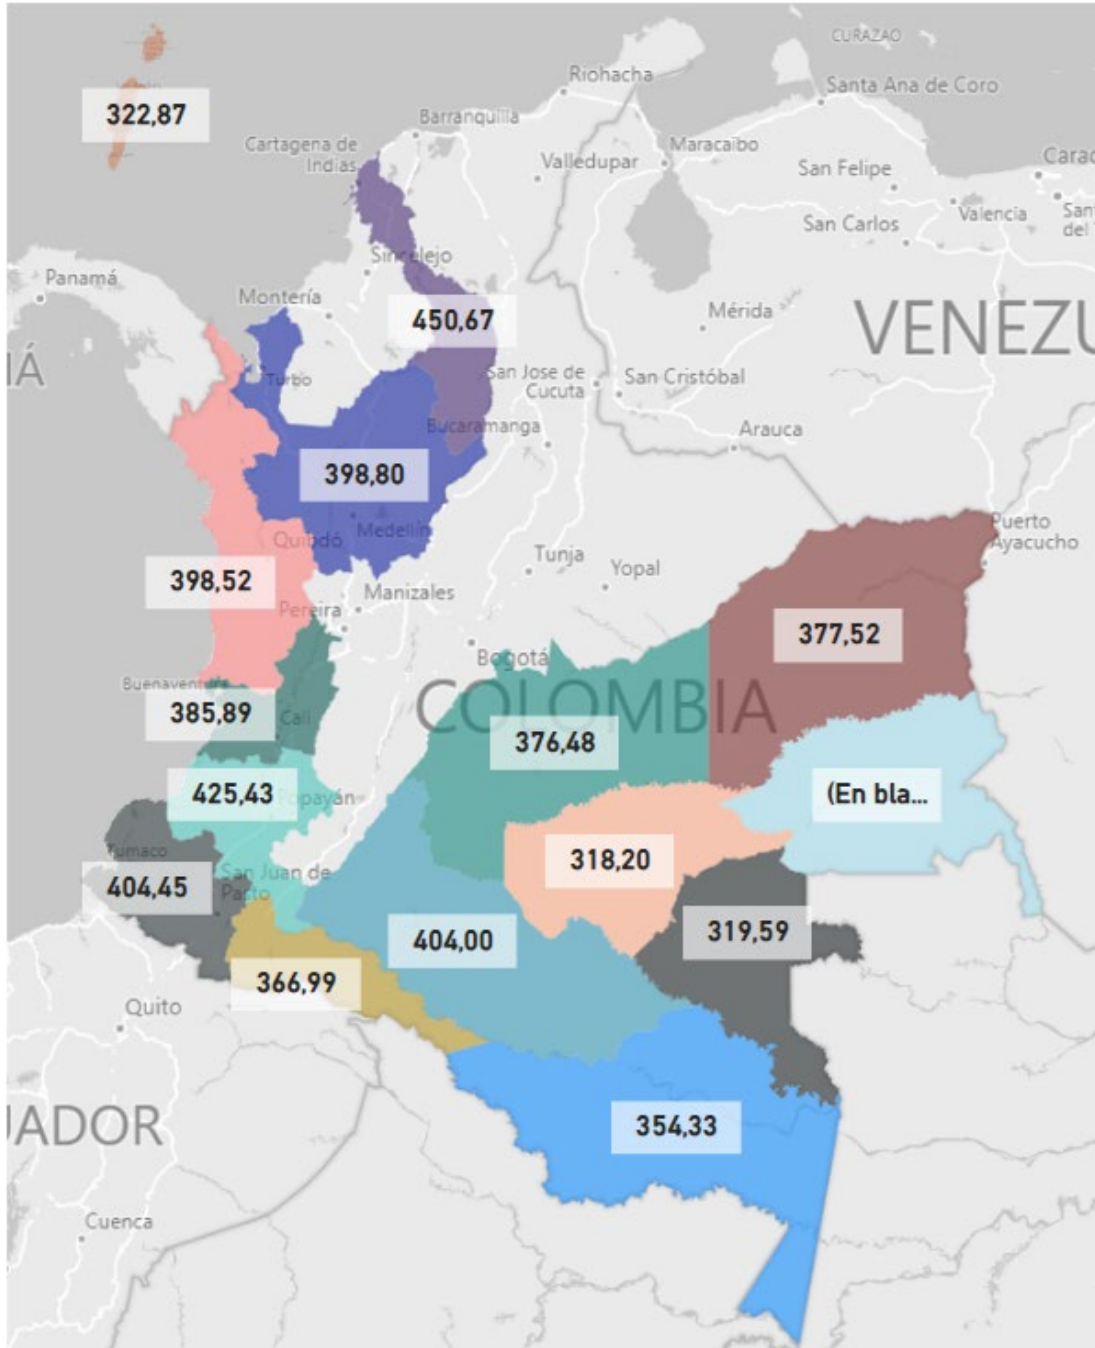 CURAZAO
Riohacha
Santa Ana de Coro
322,87
Barranquilla
Cartagena de
Indias
Valledupar
Maracaibo
San Felipe
Carac
Valencia
San Carlos
Sincelejo
Panamá
Montería
450,67
Mérida
VENEZU
Á
Turbo
San Jose de
Cucuta
San Cristóbal
Bucaramanga
Arauca
398,80
Medellín
Quibdó
Puerto
Ayacucho
Tunja
Yopal
398,52
Manizales
Pereira
377,52
Bogotá
Buenaventura
COLOMBIA
385,89
Cali
376,48
425,43
Popayán
(En bla...
Tumaco
318,20
San Juan de
Pasto
404,45
404,00
319,59
366,99
Quito
UADOR
354,33
Cuenca